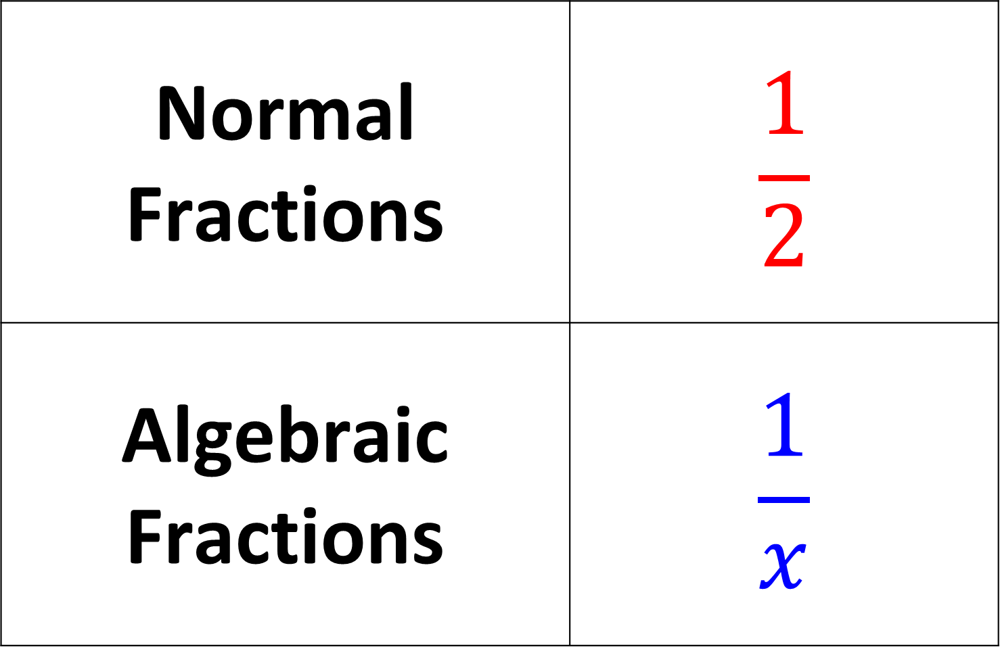 Normal
Fractions
1
2
Algebraic
Fractions
1
x